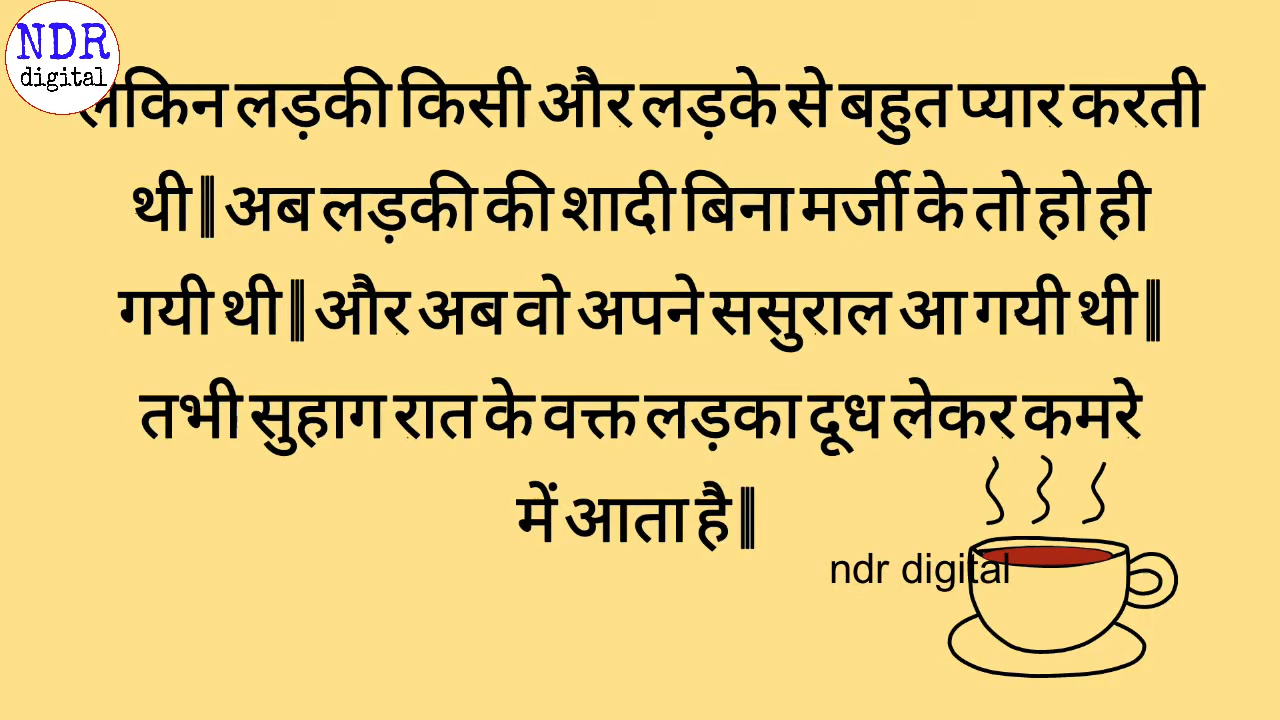 NDR
digital
लेकिन लड़की किसी और लड़के से बहुत प्यार करती
थी॥ अब लड़की की शादी बिना मर्जी के तो हो ही
गयी थी॥ और अब वो अपने ससुराल आ गयी थी॥
तभी सुहाग रात के वक्त लड़का दूध लेकर कमरे
में आता है॥
ndr digital